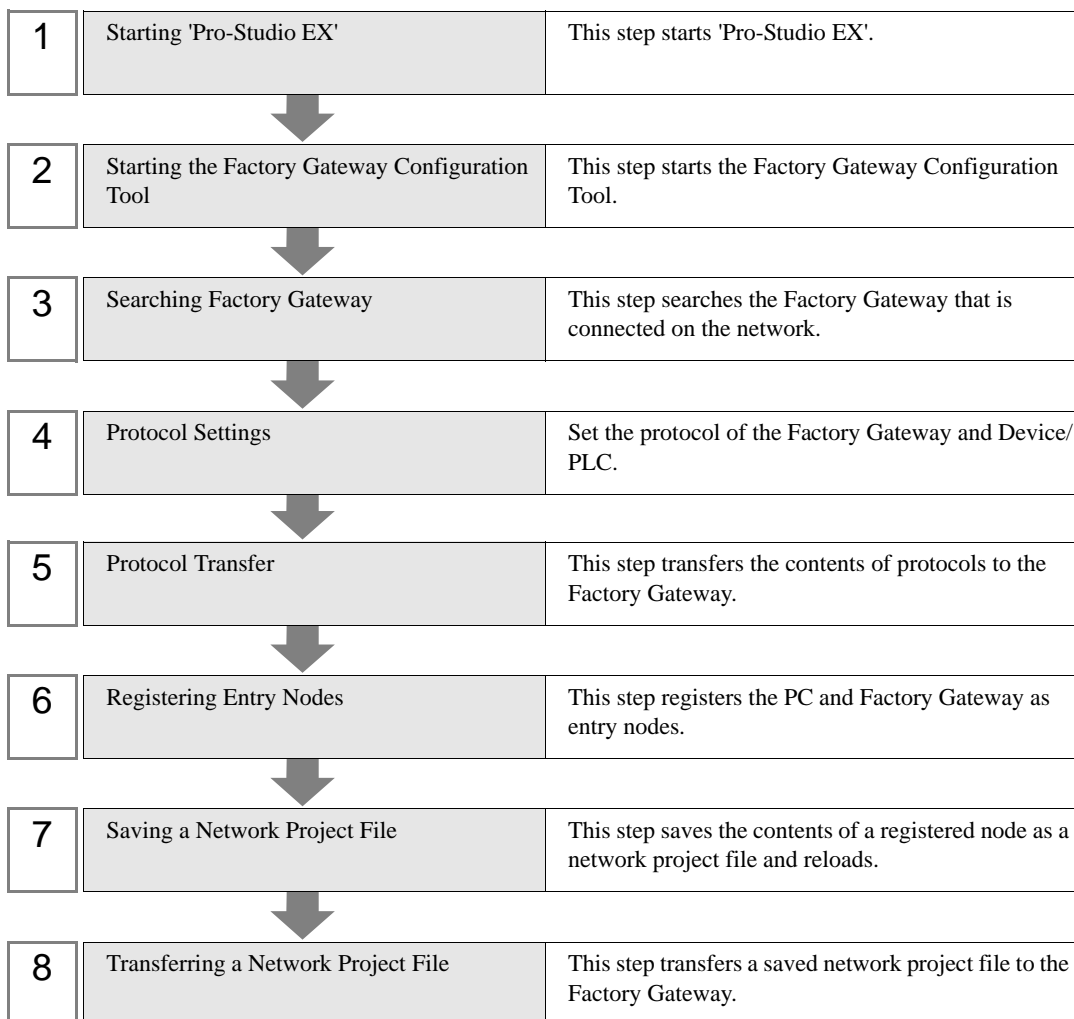 1
Starting 'Pro-Studio EX'
This step starts 'Pro-Studio EX'.
2
Starting the Factory Gateway Configuration
Tool
This step starts the Factory Gateway Configuration
Tool.
3
Searching Factory Gateway
This step searches the Factory Gateway that is
connected on the network.
4
Protocol Settings
Set the protocol of the Factory Gateway and Device/
PLC.
5
Protocol Transfer
This step transfers the contents of protocols to the
Factory Gateway.
6
Registering Entry Nodes
This step registers the PC and Factory Gateway as
entry nodes.
7
Saving a Network Project File
This step saves the contents of a registered node as a
network project file and reloads.
8
Transferring a Network Project File
This step transfers a saved network project file to the
Factory Gateway.